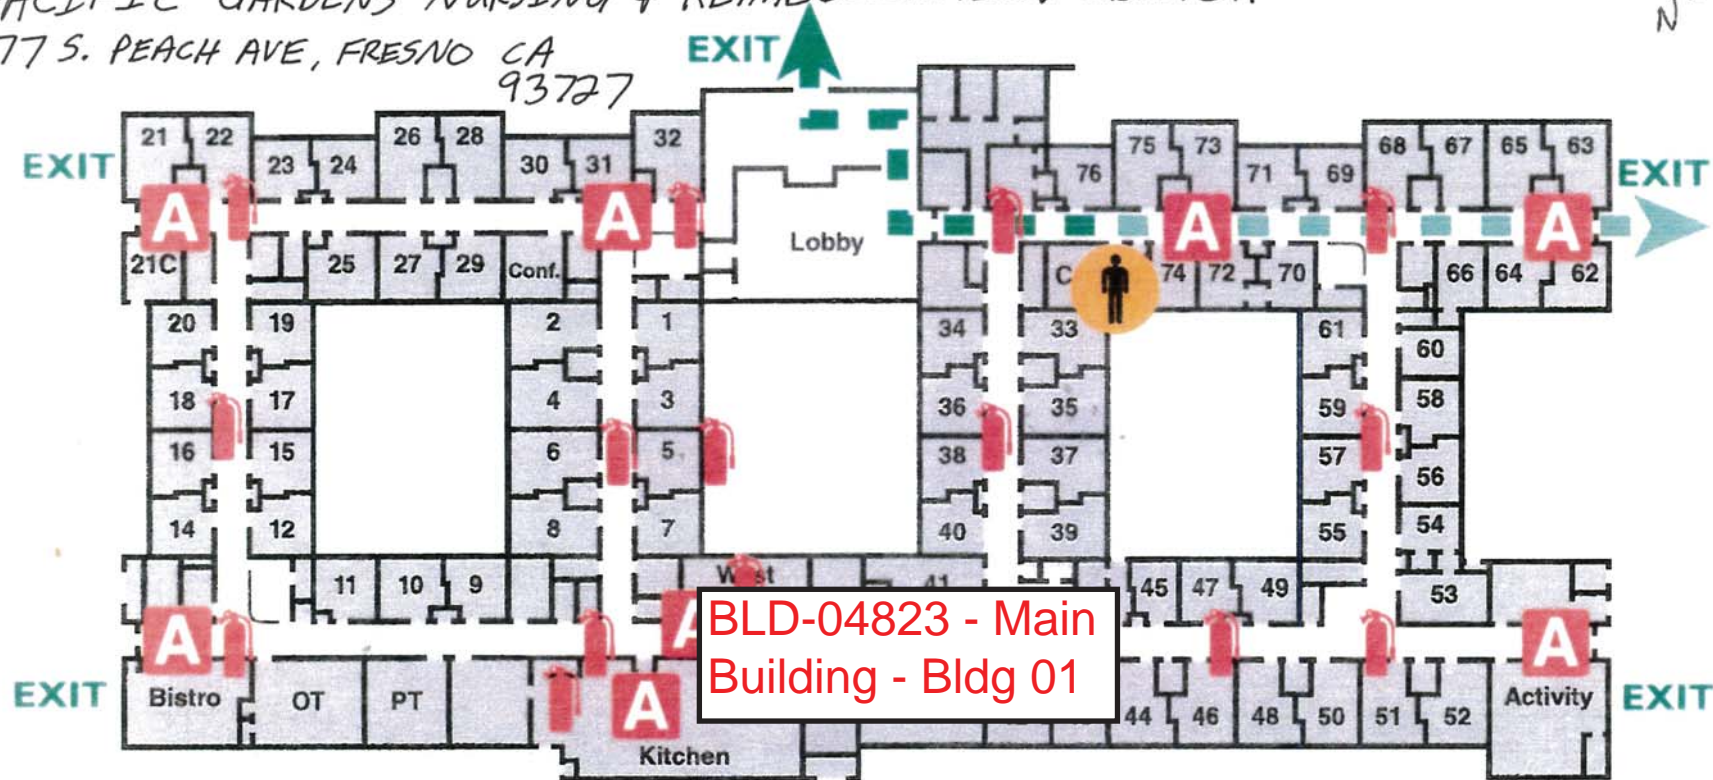 PACIFIC GARDENS NURSING &
77 S. PEACH AVE, FRESNO CA
93727
N
EXIT
21 22 26 28 32 75 73 68 67 65 63
EXIT 23 24 30 31 76 71 69 EXIT
A A A A
Lobby
21C 25 27 29 Conf. C 74 72 70 66 64 62
20 19 2 1 34 33 61
60
18 17 4 3 36 35 59 58
16 15 6 5 38 37 57
56
14 12 8 7 40 39 55 54
11 10 9 West 41 45 47 49 53
A A A
BLD-04823 - Main
Building - Bldg 01
EXIT Bistro OT PT A 44 46 48 50 51 52 Activity EXIT
Kitchen